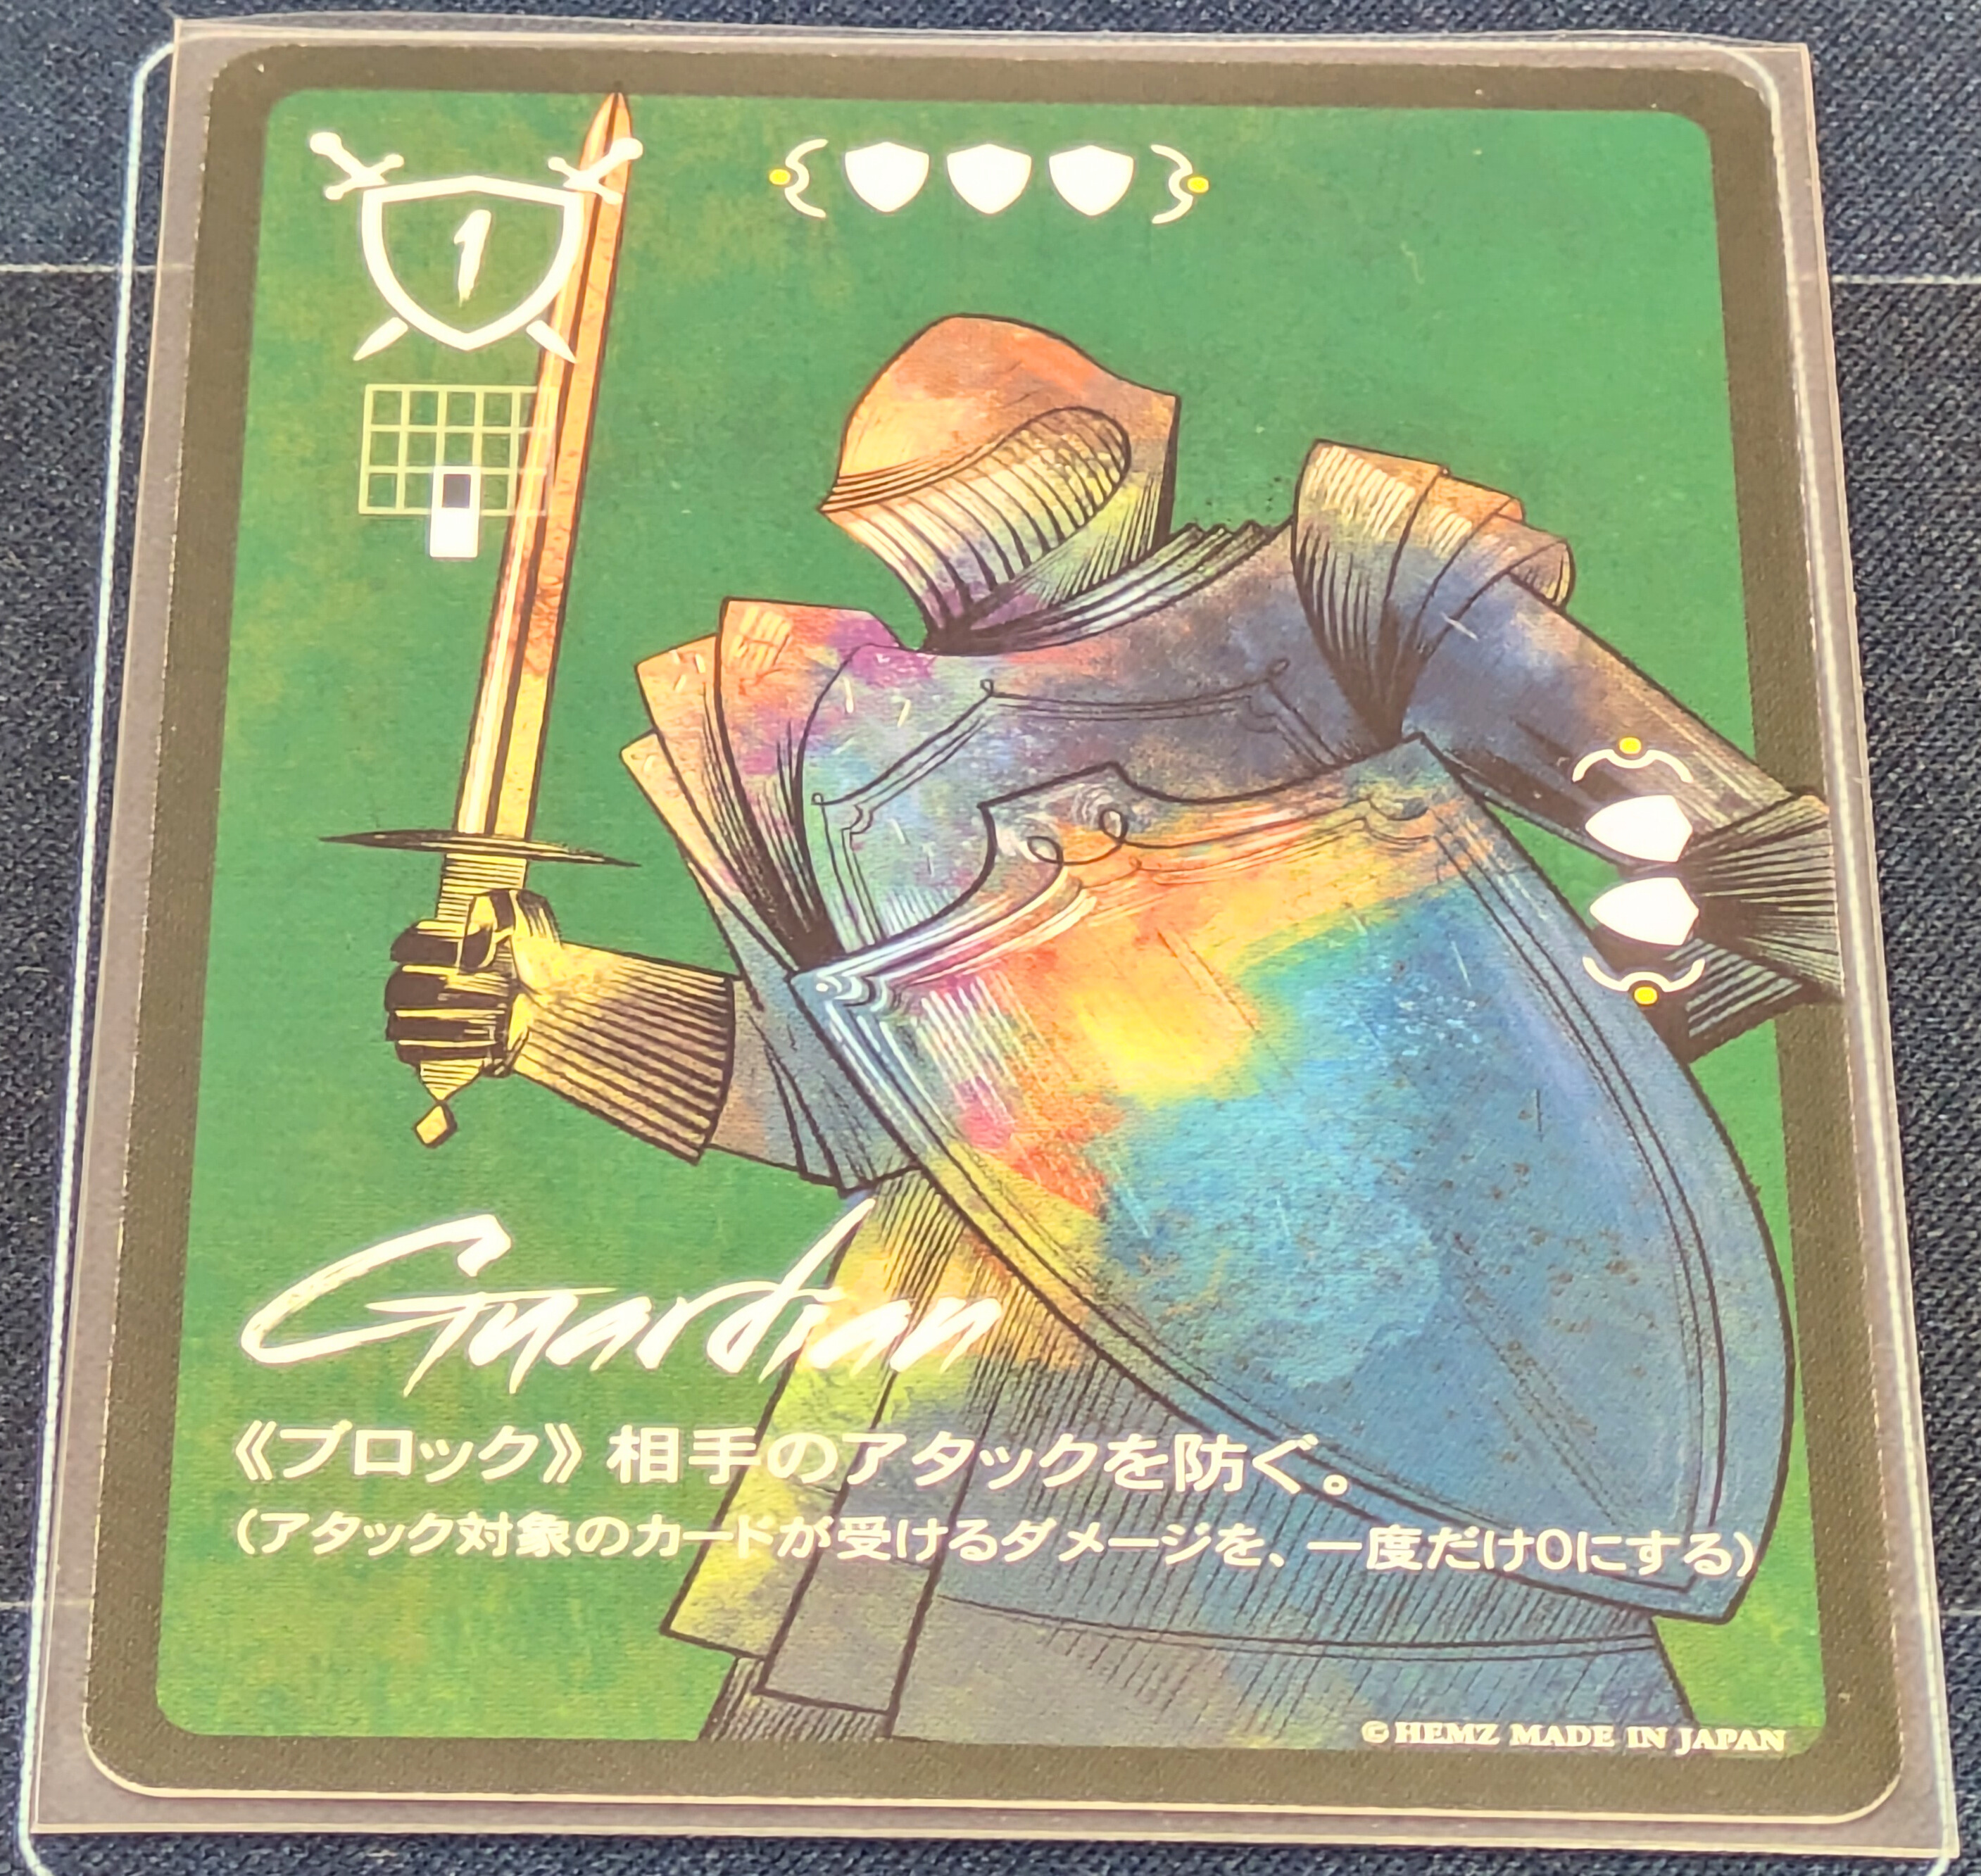 1
Guardian
《ブロック》相手のアタックを防ぐ。
(アタック対象のカードが受けるダメージを、一度だけ0にする)
© HEMZ MADE IN JAPAN